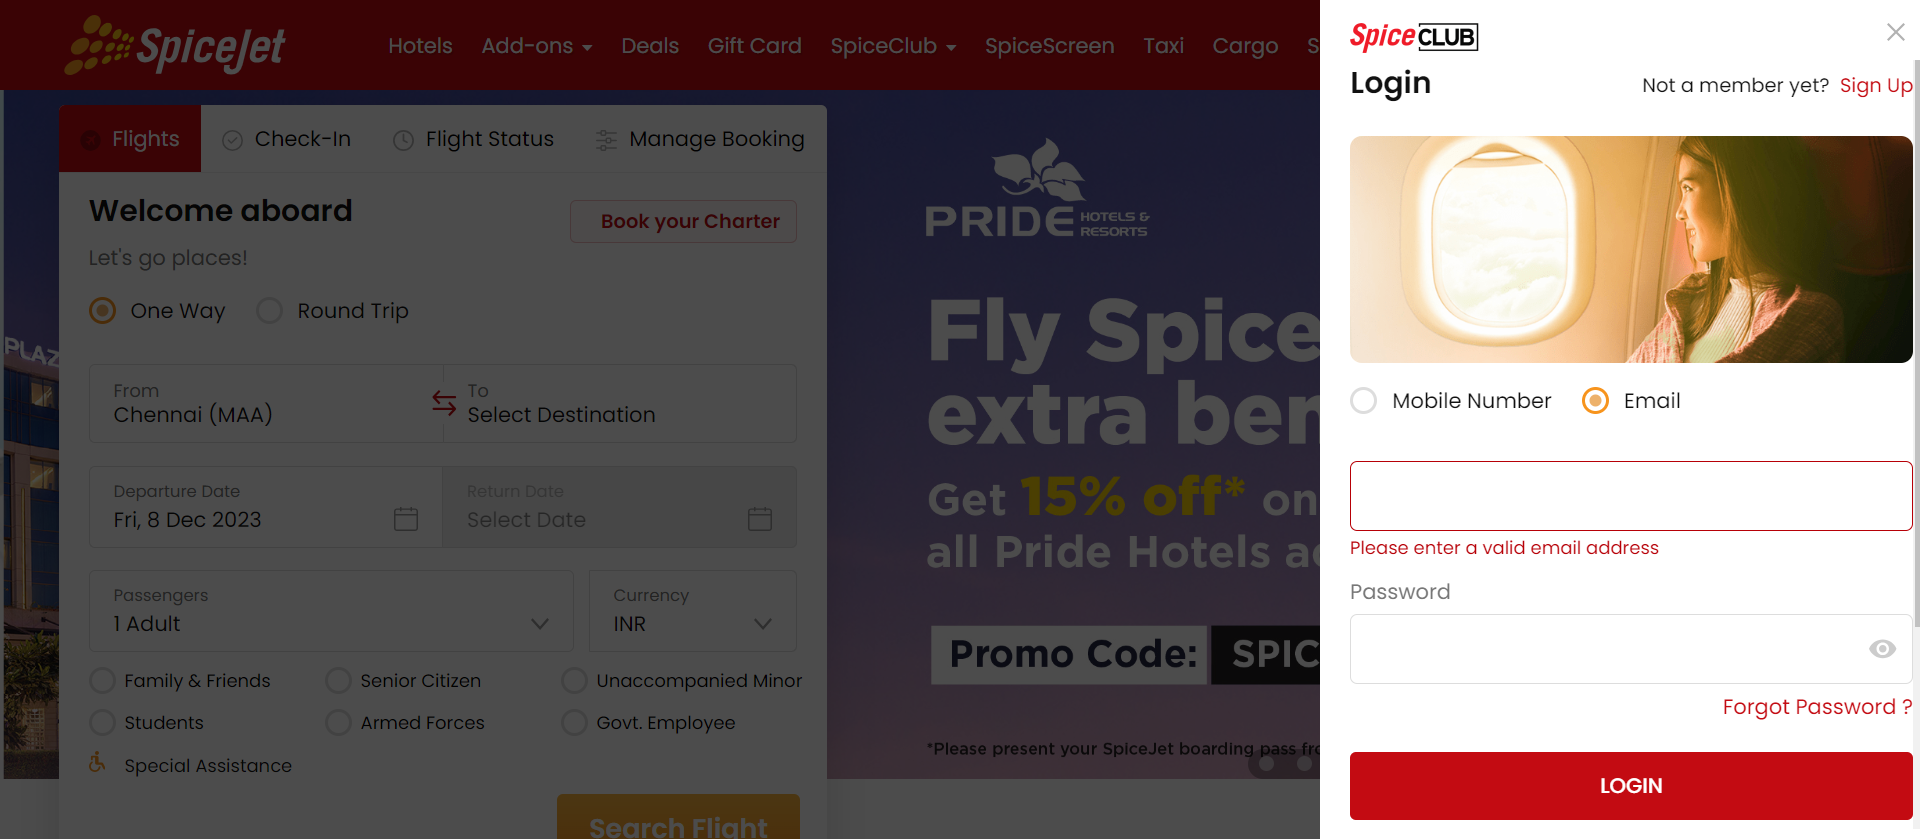 SpiceJet
Hotels
Add-ons
Deals
Gift Card
SpiceClub
SpiceScreen
Taxi
Cargo
S
Flights
Check-In
Flight Status
Manage Booking
Welcome aboard
Book your Charter
Let's go places!
One Way
Round Trip
From
Chennai (MAA)
To
Select Destination
Departure Date
Fri, 8 Dec 2023
Return Date
Select Date
Passengers
1 Adult
Currency
INR
Family & Friends
Senior Citizen
Unaccompanied Minor
Students
Armed Forces
Govt. Employee
Special Assistance
Search Flight
PLAZ
PRIDE HOTELS &
RESORTS
Fly Spice
extra ben
Get 15% off* on
all Pride Hotels a
Promo Code: SPIC
*Please present your SpiceJet boarding pass fr
SpiceCLUB
Login
Not a member yet? Sign Up
Mobile Number
Email
Please enter a valid email address
Password
Forgot Password ?
LOGIN